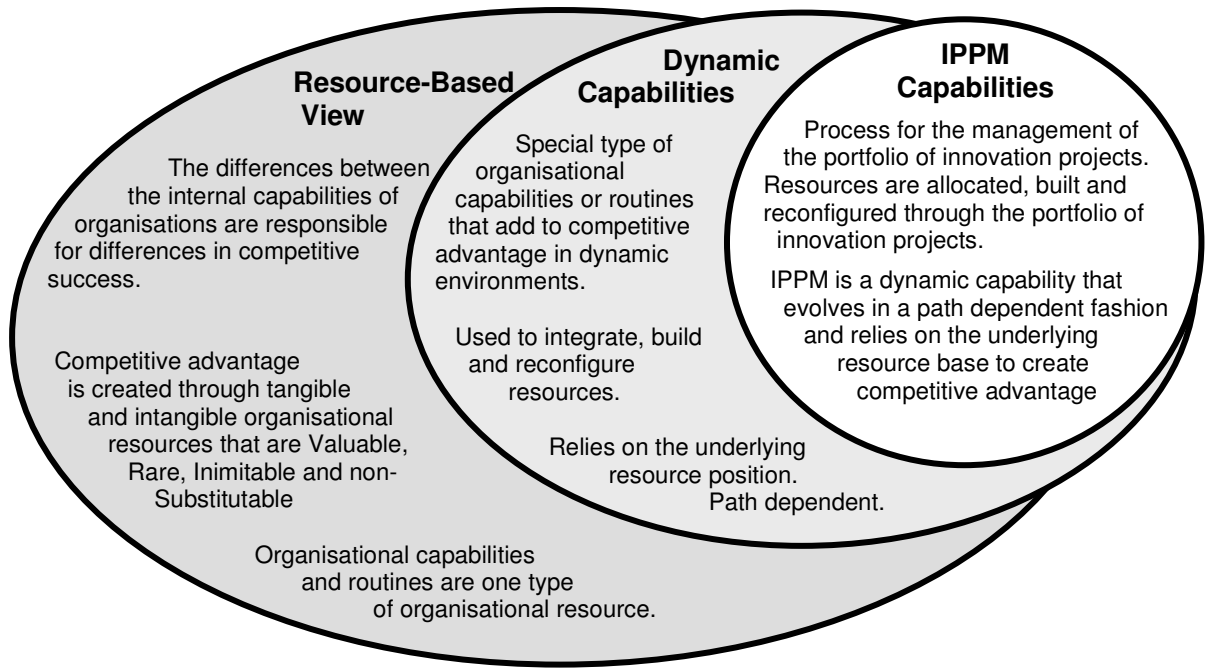 Resource-Based
View
The differences between
the internal capabilities of
organisations are responsible
for differences in competitive
success.
Competitive advantage
is created through tangible
and intangible organisational
resources that are Valuable,
Rare, Inimitable and non-
Substitutable
Organisational capabilities
and routines are one type
of organisational resource.
Dynamic
Capabilities
Special type of
organisational
capabilities or routines
that add to competitive
advantage in dynamic
environments.
Used to integrate, build
and reconfigure
resources.
Relies on the underlying
resource position.
Path dependent.
IPPM
Capabilities
Process for the management of
the portfolio of innovation projects.
Resources are allocated, built and
reconfigured through the portfolio of
innovation projects.
IPPM is a dynamic capability that
evolves in a path dependent fashion
and relies on the underlying
resource base to create
competitive advantage